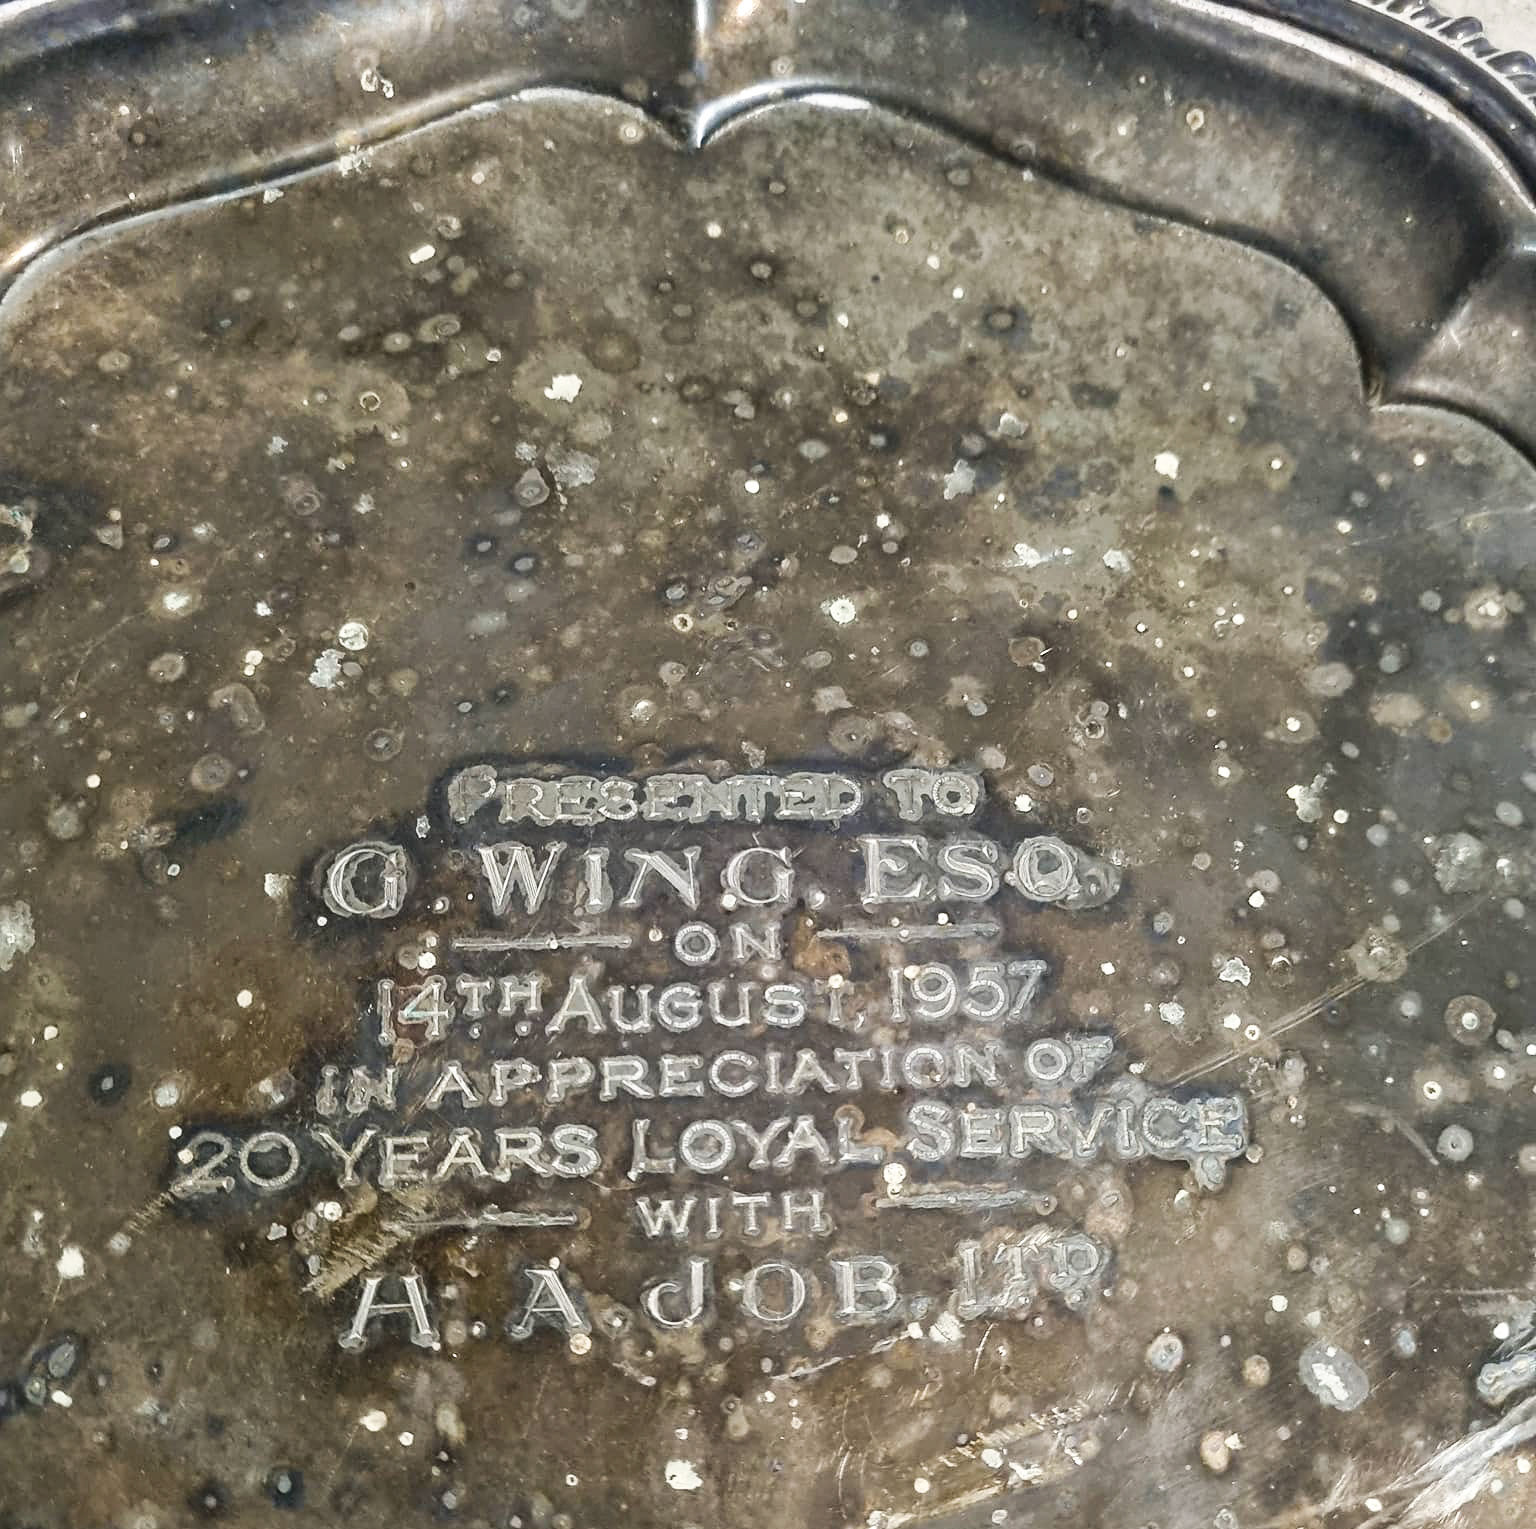 PRESENTED TO
G. WING. ESQ.
ON
14TH AUGUST, 1957
IN APPRECIATION OF
20 YEARS LOYAL SERVICE
WITH
H. A. JOB. LTD